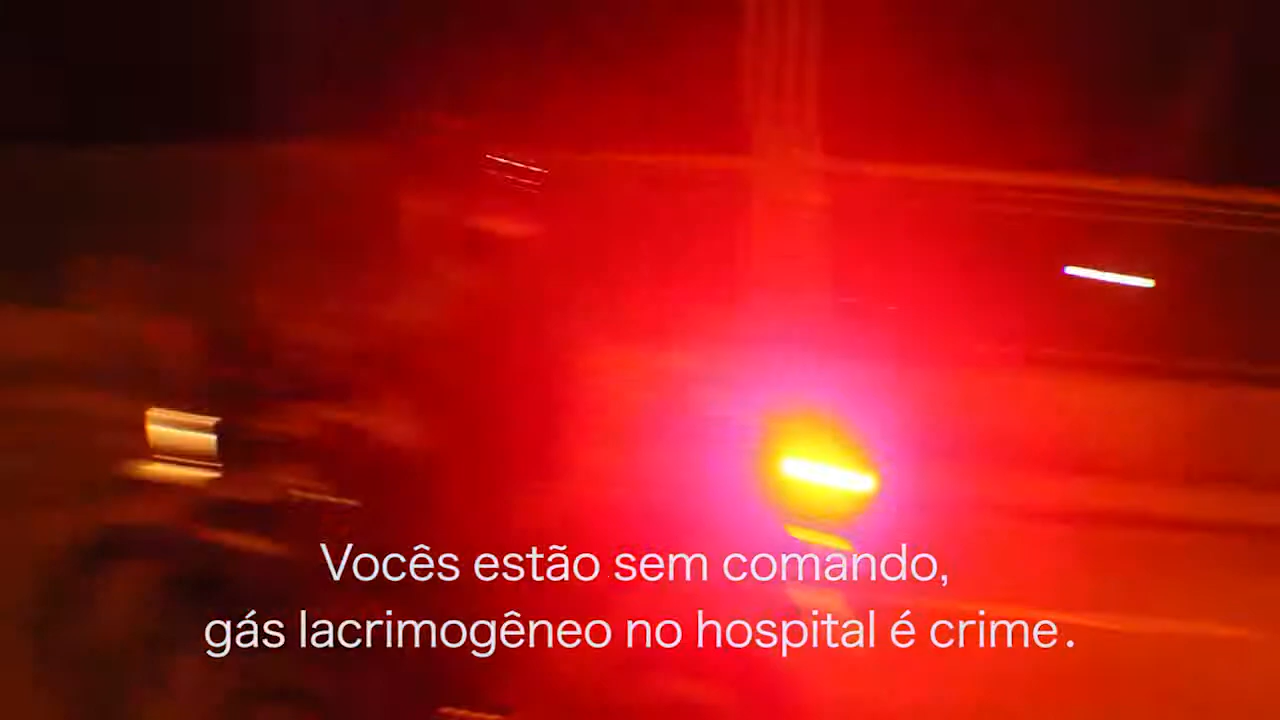 Vocês estão sem comando,
gás lacrimogêneo no hospital é crime.